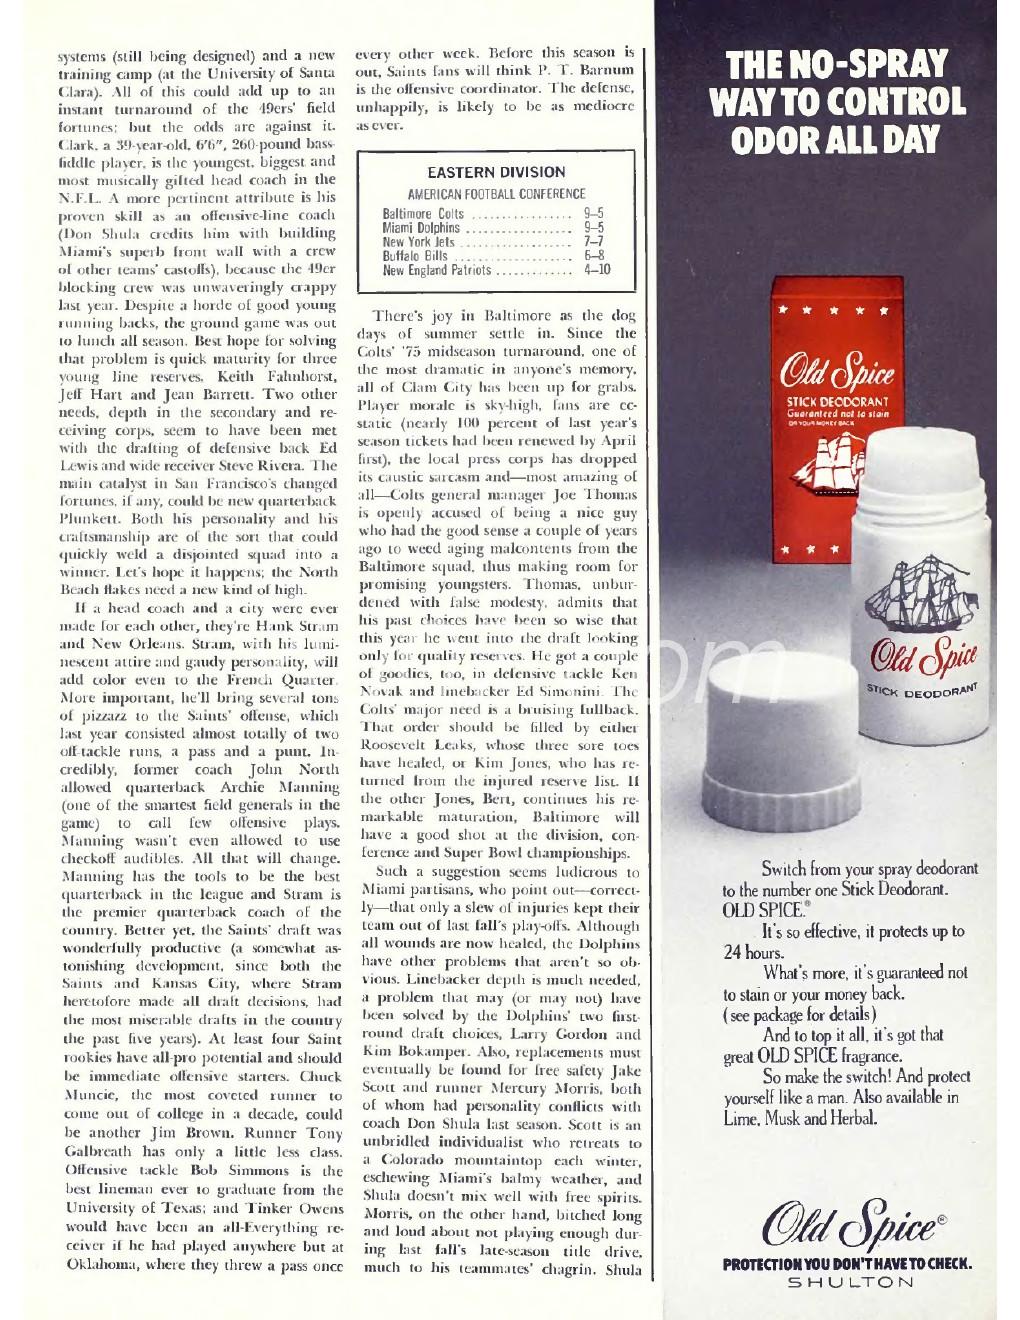 systems (still being designed) and a new
training camp (at the University of Santa
Clara). All of this could add up to an
instant turnaround of the 49ers' field
fortunes; but the odds are against it.
Clark, a 39-year-old, 6'6", 260-pound bass-
fiddle player, is the youngest, biggest and
most musically gifted head coach in the
N.F.L. A more pertinent attribute is his
proven skill as an offensive-line coach
(Don Shula credits him with building
Miami's superb front wall with a crew
of other teams' castoffs), because the 49er
blocking crew was unwaveringly crappy
last year. Despite a horde of good young
running backs, the ground game was out
to lunch all season. Best hope for solving
that problem is quick maturity for three
young line reserves, Keith Fahnhorst,
Jeff Hart and Jean Barrett. Two other
needs, depth in the secondary and re-
ceiving corps, seem to have been met
with the drafting of defensive back Ed
Lewis and wide receiver Steve Rivera. The
main catalyst in San Francisco's changed
fortunes, if any, could be new quarterback
Plunkett. Both his personality and his
craftsmanship are of the sort that could
quickly weld a disjointed squad into a
winner. Let's hope it happens; the North
Beach flakes need a new kind of high.
If a head coach and a city were ever
made for each other, they're Hank Stram
and New Orleans. Stram, with his lumi-
nescent attire and gaudy personality, will
add color even to the French Quarter.
More important, he'll bring several tons
of pizzazz to the Saints' offense, which
last year consisted almost totally of two
off-tackle runs, a pass and a punt. In-
credibly, former coach John North
allowed quarterback Archie Manning
(one of the smartest field generals in the
game) to call few offensive plays.
Manning wasn't even allowed to use
checkoff audibles. All that will change.
Manning has the tools to be the best
quarterback in the league and Stram is
the premier quarterback coach of the
country. Better yet, the Saints' draft was
wonderfully productive (a somewhat as-
tonishing development, since both the
Saints and Kansas City, where Stram
heretofore made all draft decisions, had
the most miserable drafts in the country
the past five years). At least four Saint
rookies have all-pro potential and should
be immediate offensive starters. Chuck
Muncie, the most coveted runner to
come out of college in a decade, could
be another Jim Brown. Runner Tony
Galbreath has only a little less class.
Offensive tackle Bob Simmons is the
best lineman ever to graduate from the
University of Texas; and Tinker Owens
would have been an all-Everything re-
ceiver if he had played anywhere but at
Oklahoma, where they threw a pass once
every other week. Before this season is
out, Saints fans will think P. T. Barnum
is the offensive coordinator. The defense,
unhappily, is likely to be as mediocre
as ever.
EASTERN DIVISION
AMERICAN FOOTBALL CONFERENCE
Baltimore Colts ................ 9–5
Miami Dolphins ................. 9–5
New York Jets .................. 7–7
Buffalo Bills ................... 6–8
New England Patriots ............ 4–10
There's joy in Baltimore as the dog
days of summer settle in. Since the
Colts' '75 midseason turnaround, one of
the most dramatic in anyone's memory,
all of Clam City has been up for grabs.
Player morale is sky-high, fans are ec-
static (nearly 100 percent of last year's
season tickets had been renewed by April
first), the local press corps has dropped
its caustic sarcasm and—most amazing of
all—Colts general manager Joe Thomas
is openly accused of being a nice guy
who had the good sense a couple of years
ago to weed aging malcontents from the
Baltimore squad, thus making room for
promising youngsters. Thomas, unbur-
dened with false modesty, admits that
his past choices have been so wise that
this year he went into the draft looking
only for quality reserves. He got a couple
of goodies, too, in defensive tackle Ken
Novak and linebacker Ed Simonini. The
Colts' major need is a bruising fullback.
That order should be filled by either
Roosevelt Leaks, whose three sore toes
have healed, or Kim Jones, who has re-
turned from the injured reserve list. If
the other Jones, Bert, continues his re-
markable maturation, Baltimore will
have a good shot at the division, con-
ference and Super Bowl championships.
Such a suggestion seems ludicrous to
Miami partisans, who point out—correct-
ly—that only a slew of injuries kept their
team out of last fall's play-offs. Although
all wounds are now healed, the Dolphins
have other problems that aren't so ob-
vious. Linebacker depth is much needed,
a problem that may (or may not) have
been solved by the Dolphins' two first-
round draft choices, Larry Gordon and
Kim Bokamper. Also, replacements must
eventually be found for free safety Jake
Scott and runner Mercury Morris, both
of whom had personality conflicts with
coach Don Shula last season. Scott is an
unbridled individualist who retreats to
a Colorado mountaintop each winter,
eschewing Miami's balmy weather, and
Shula doesn't mix well with free spirits.
Morris, on the other hand, bitched long
and loud about not playing enough dur-
ing last fall's late-season title drive,
much to his teammates' chagrin. Shula
THE NO-SPRAY
WAY TO CONTROL
ODOR ALL DAY
Old Spice
STICK DEODORANT
Guaranteed not to stain
OR YOUR MONEY BACK
Old Spice
STICK DEODORANT
om
Switch from your spray deodorant
to the number one Stick Deodorant.
OLD SPICE.®
It's so effective, it protects up to
24 hours.
What's more, it's guaranteed not
to stain or your money back.
(see package for details)
And to top it all, it's got that
great OLD SPICE fragrance.
So make the switch! And protect
yourself like a man. Also available in
Lime, Musk and Herbal.
Old Spice®
PROTECTION YOU DON'T HAVE TO CHECK.
SHULTON